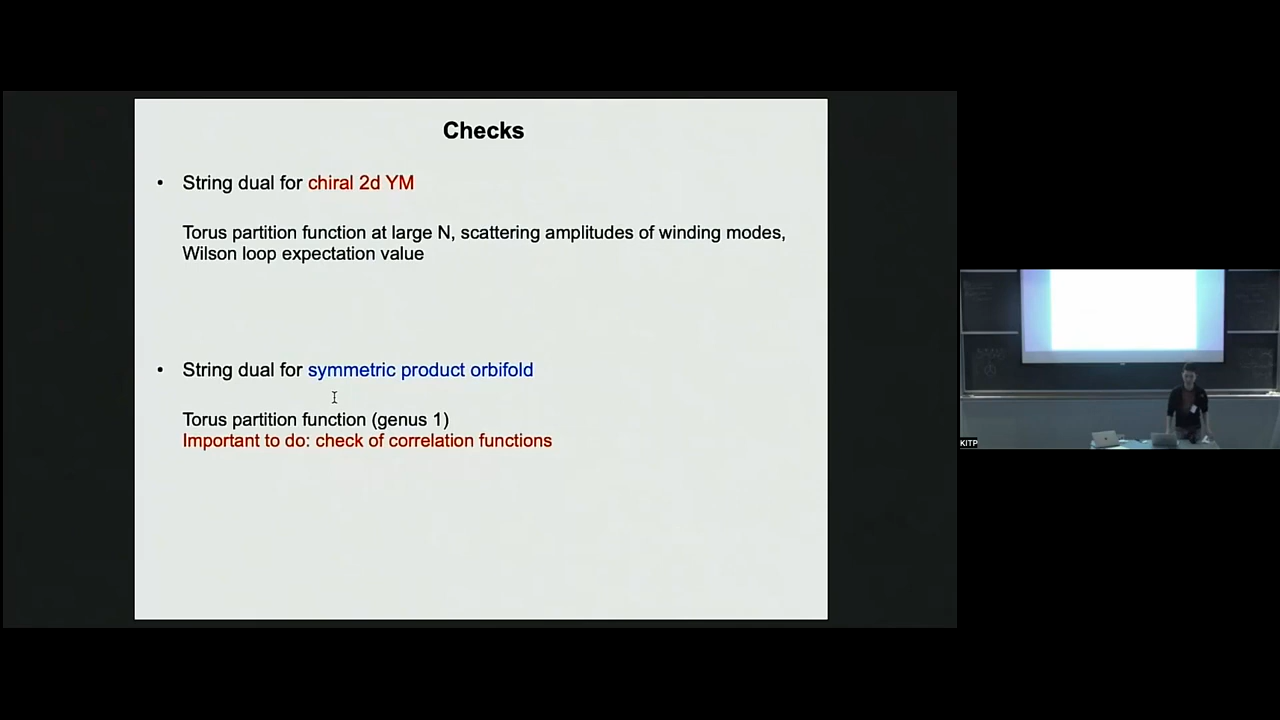 Checks
• String dual for chiral 2d YM
Torus partition function at large N, scattering amplitudes of winding modes,
Wilson loop expectation value
• String dual for symmetric product orbifold
Torus partition function (genus 1)
Important to do: check of correlation functions
KITP